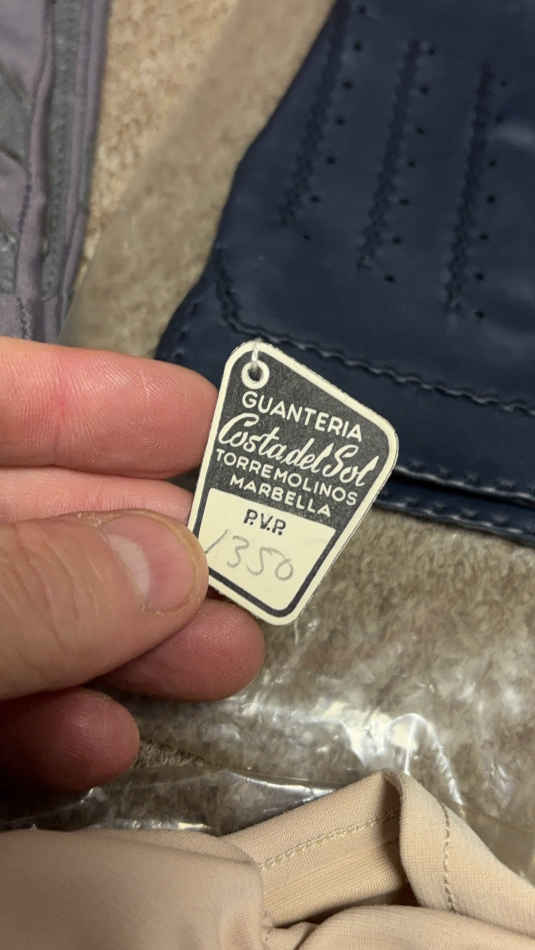 GUANTERIA
Costa del Sol
TORREMOLINOS
MARBELLA
P.V.P.
1350